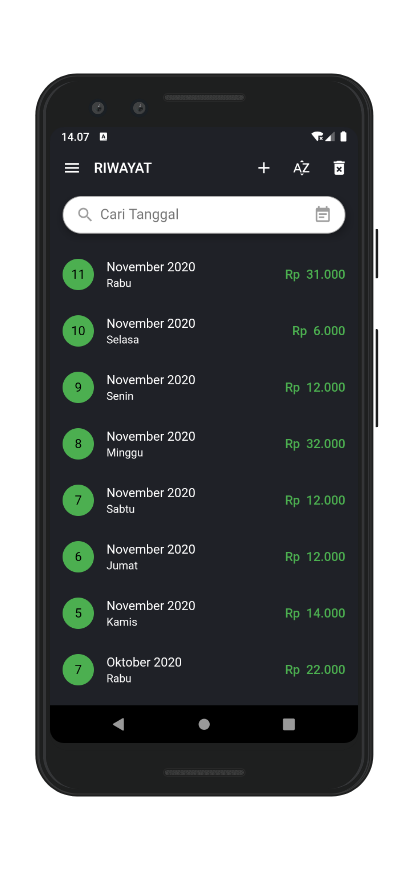 14.07 A
RIWAYAT AZ
Cari Tanggal
11 November 2020 Rp 31.000
Rabu
10 November 2020 Rp 6.000
Selasa
9 November 2020 Rp 12.000
Senin
8 November 2020 Rp 32.000
Minggu
7 November 2020 Rp 12.000
Sabtu
6 November 2020 Rp 12.000
Jumat
5 November 2020 Rp 14.000
Kamis
7 Oktober 2020 Rp 22.000
Rabu